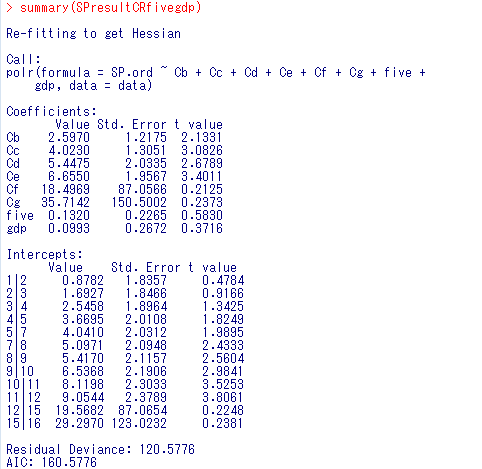 > summary(SPresultCRfivegdp)
Re-fitting to get Hessian
Call:
polr(formula = SP.ord ~ Cb + Cc + Cd + Ce + Cf + Cg + five +
    gdp, data = data)
Coefficients:
       Value Std. Error t value
Cb    2.5970     1.2175  2.1331
Cc    4.0230     1.3051  3.0826
Cd    5.4475     2.0335  2.6789
Ce    6.6550     1.9567  3.4011
Cf   18.4969    87.0566  0.2125
Cg   35.7142   150.5002  0.2373
five  0.1320     0.2265  0.5830
gdp   0.0993     0.2672  0.3716
Intercepts:
      Value    Std. Error t value
1|2     0.8782   1.8357     0.4784
2|3     1.6927   1.8466     0.9166
3|4     2.5458   1.8964     1.3425
4|5     3.6695   2.0108     1.8249
5|7     4.0410   2.0312     1.9895
7|8     5.0971   2.0948     2.4333
8|9     5.4170   2.1157     2.5604
9|10    6.5368   2.1906     2.9841
10|11   8.1198   2.3033     3.5253
11|12   9.0544   2.3789     3.8061
12|15  19.5682  87.0654     0.2248
15|16  29.2970 123.0232     0.2381
Residual Deviance: 120.5776
AIC: 160.5776